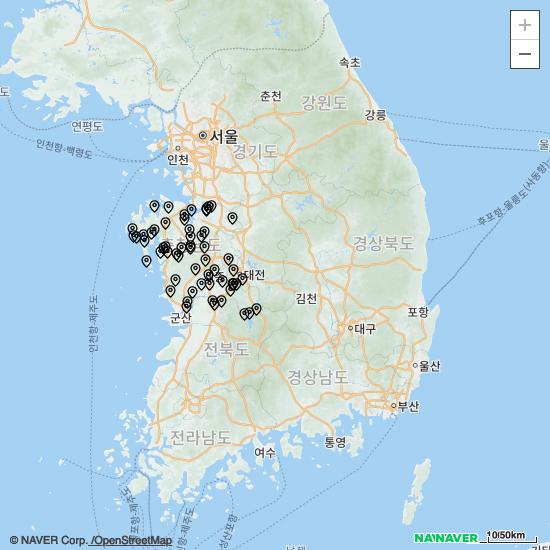 +
−
속초
춘천
강원도
강릉
도
연평도
서울
인천
경기도
인천항-백령도
울
후포항-울릉도(사동항)
경상북도
대전
인천항-제주도
김천
포항
군산
대구
전북도
울산
경상남도
부산
전라남도
여수
통영
성산포항
NAVER
10/50km
© NAVER Corp. /OpenStreetMap